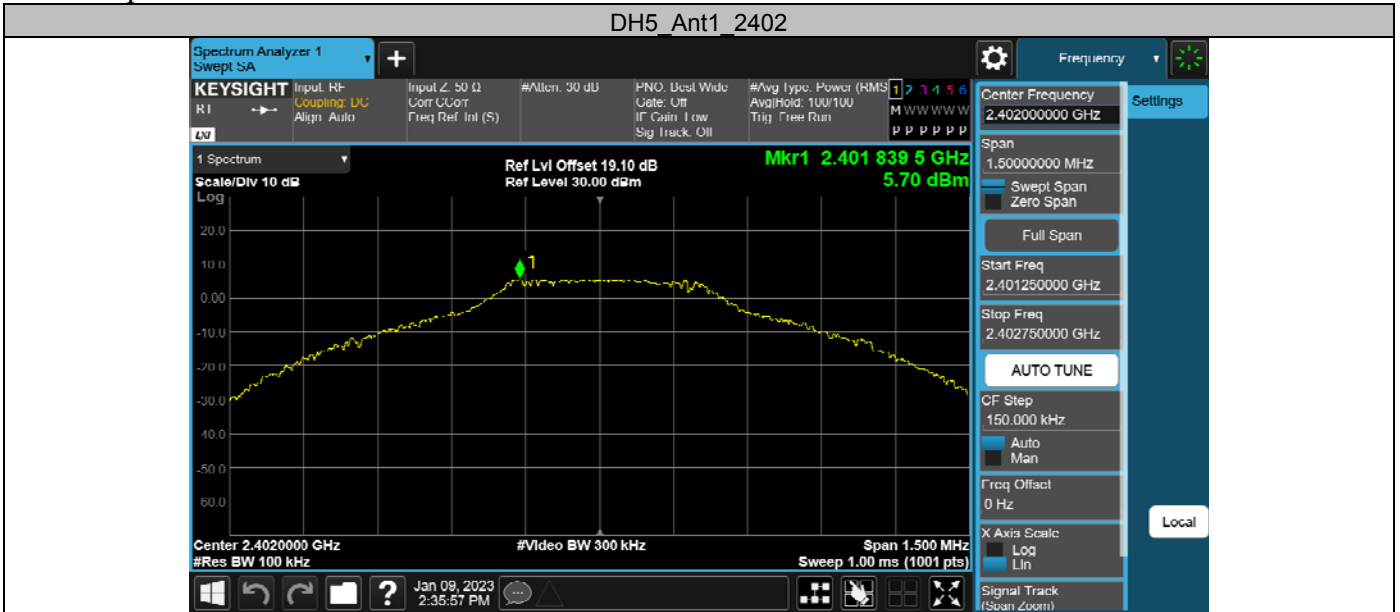 DH5_Ant1_2402
Spectrum Analyzer 1
Swept SA
+
Frequency
KEYSIGHT
Input: RF
Coupling: DC
Align: Auto
Input Z: 50 Ω
Corr CCorr
Freq Ref: Int (S)
#Atten: 30 dB
PNO: Best Wide
Gate: Off
IF Gain: Low
Sig Track: Off
#Avg Type: Power (RMS
Avg|Hold: 100/100
Trig: Free Run
1 2 3 4 5 6
M W W W W W
P P P P P P
LXI
1 Spectrum
Scale/Div 10 dB
Log
Ref Lvl Offset 19.10 dB
Ref Level 30.00 dBm
Mkr1 2.401 839 5 GHz
5.70 dBm
1
20.0
10.0
0.00
-10.0
-20.0
-30.0
-40.0
-50.0
-60.0
Center 2.4020000 GHz
#Res BW 100 kHz
#Video BW 300 kHz
Span 1.500 MHz
Sweep 1.00 ms (1001 pts)
?
Jan 09, 2023
2:35:57 PM
Center Frequency
2.402000000 GHz
Span
1.50000000 MHz
Swept Span
Zero Span
Full Span
Start Freq
2.401250000 GHz
Stop Freq
2.402750000 GHz
AUTO TUNE
CF Step
150.000 kHz
Auto
Man
Freq Offset
0 Hz
X Axis Scale
Log
Lin
Signal Track
(Span Zoom)
Settings
Local